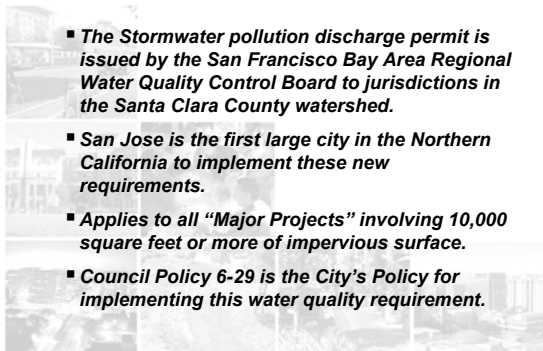 ▪ The Stormwater pollution discharge permit is
issued by the San Francisco Bay Area Regional
Water Quality Control Board to jurisdictions in
the Santa Clara County watershed.
▪ San Jose is the first large city in the Northern
California to implement these new
requirements.
▪ Applies to all “Major Projects” involving 10,000
square feet or more of impervious surface.
▪ Council Policy 6-29 is the City’s Policy for
implementing this water quality requirement.